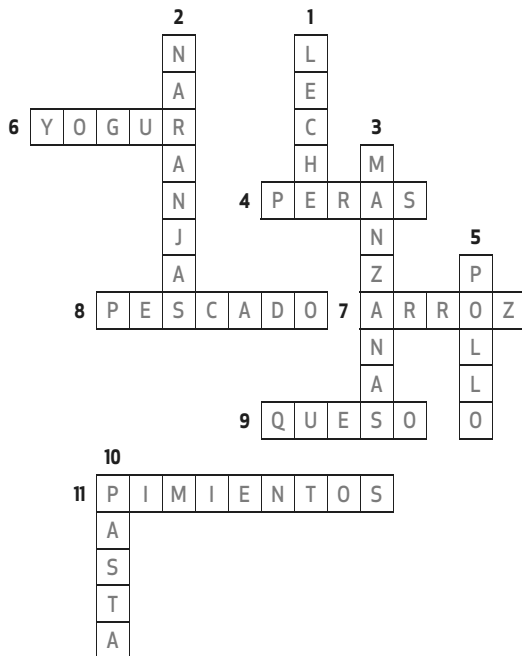 2 1
N L
A E
6 YOGUR C 3
A H M
N 4 PERAS
J N 5
A Z P
8 PESCADO 7 ARROZ
N L
A L
9 QUESO O
10
11 PIMIENTOS
A
S
T
A